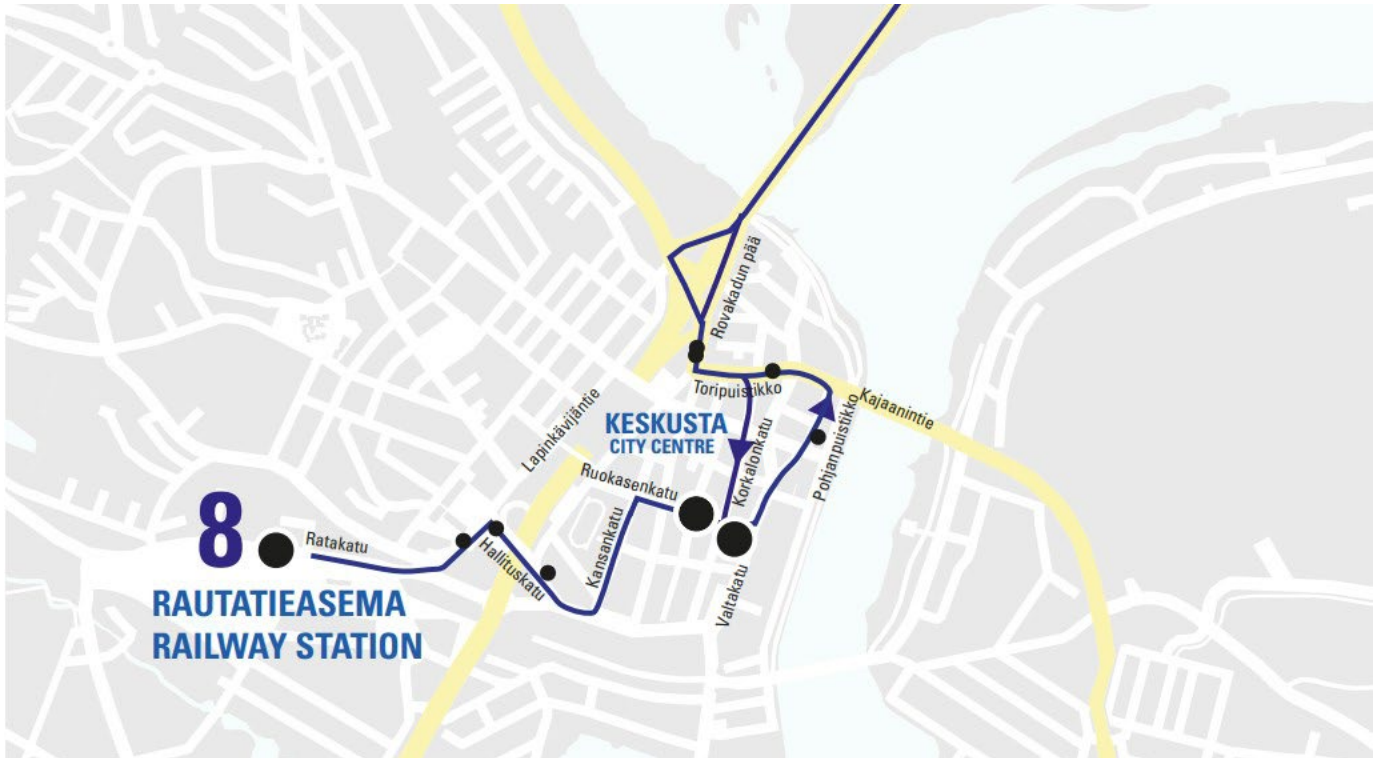 Rovakadun pää
Toripuistikko
Kajaanintie
Lapinkävijäntie
KESKUSTA
CITY CENTRE
Korkalonkatu
Pohjanpuistikko
Ruokasenkatu
8
Ratakatu
Hallituskatu
Kansankatu
Valtakatu
RAUTATIEASEMA
RAILWAY STATION